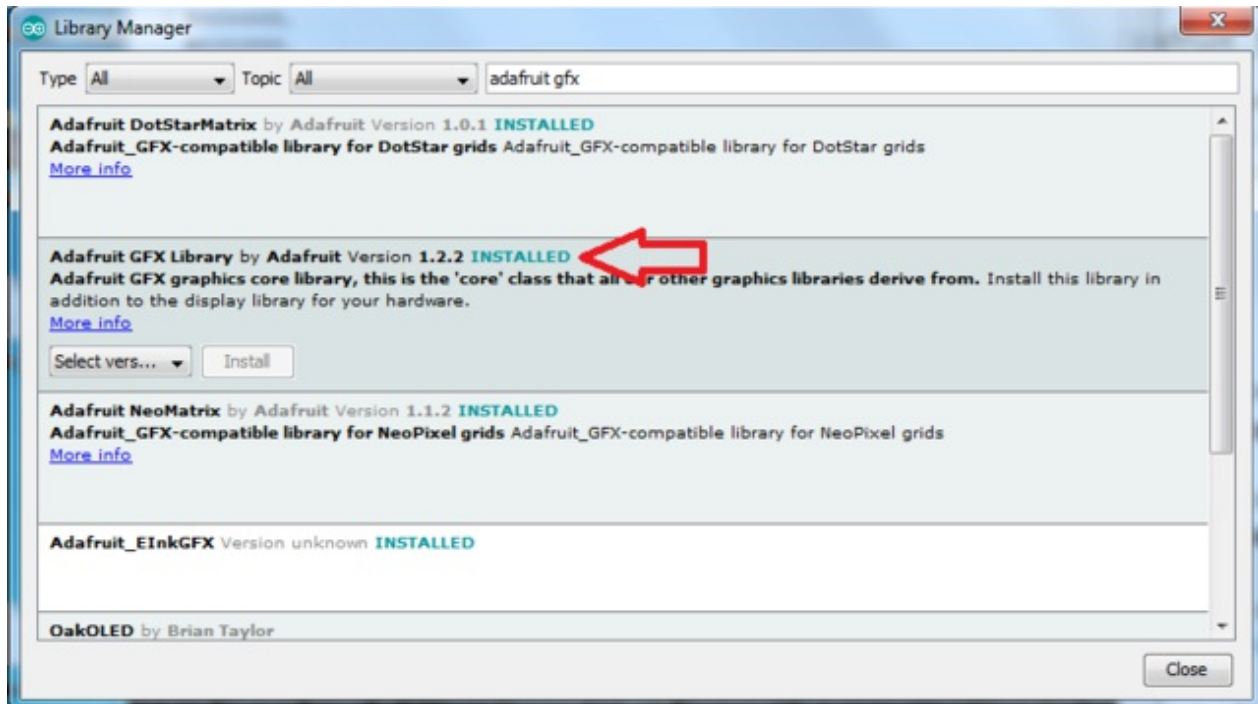 Library Manager
Type All Topic All adafruit gfx
Adafruit DotStarMatrix by Adafruit Version 1.0.1 INSTALLED
Adafruit_GFX-compatible library for DotStar grids Adafruit_GFX-compatible library for DotStar grids
More info
Adafruit GFX Library by Adafruit Version 1.2.2 INSTALLED
Adafruit GFX graphics core library, this is the 'core' class that all other graphics libraries derive from. Install this library in
addition to the display library for your hardware.
More info
Select vers... Install
Adafruit NeoMatrix by Adafruit Version 1.1.2 INSTALLED
Adafruit_GFX-compatible library for NeoPixel grids Adafruit_GFX-compatible library for NeoPixel grids
More info
Adafruit_EInkGFX Version unknown INSTALLED
OakOLED by Brian Taylor
Close